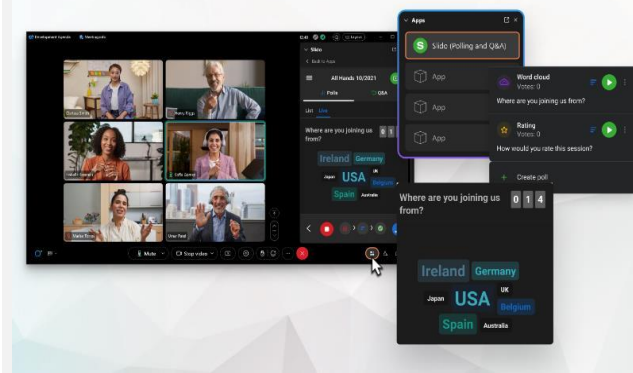 Apps
Slido (Polling and Q&A)
App
App
App
Word cloud
Votes: 0
Where are you joining us from?
Rating
Votes: 0
How would you rate this session?
Create poll
Slido
Back to Apps
All Hands 10/2021
Polls
Q&A
List Live
Where are you joining us
from?
0 1
Ireland Germany
Japan USA UK
Belgium
Spain Australia
Mute
Stop video
Where are you joining us
from?
0 1 4
Ireland Germany
Japan USA UK
Belgium
Spain Australia